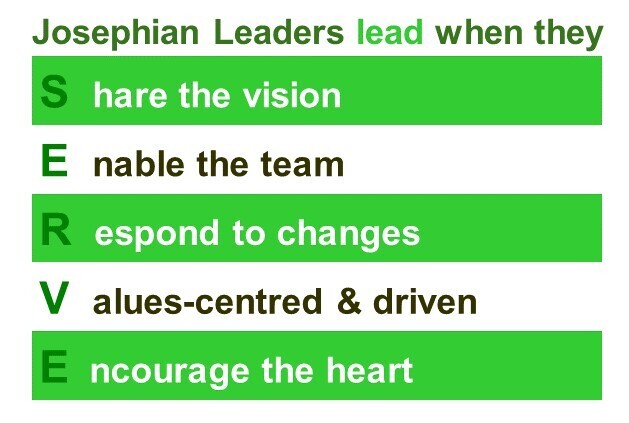 Josephian Leaders lead when they
S hare the vision
E nable the team
R espond to changes
V alues-centred & driven
E ncourage the heart